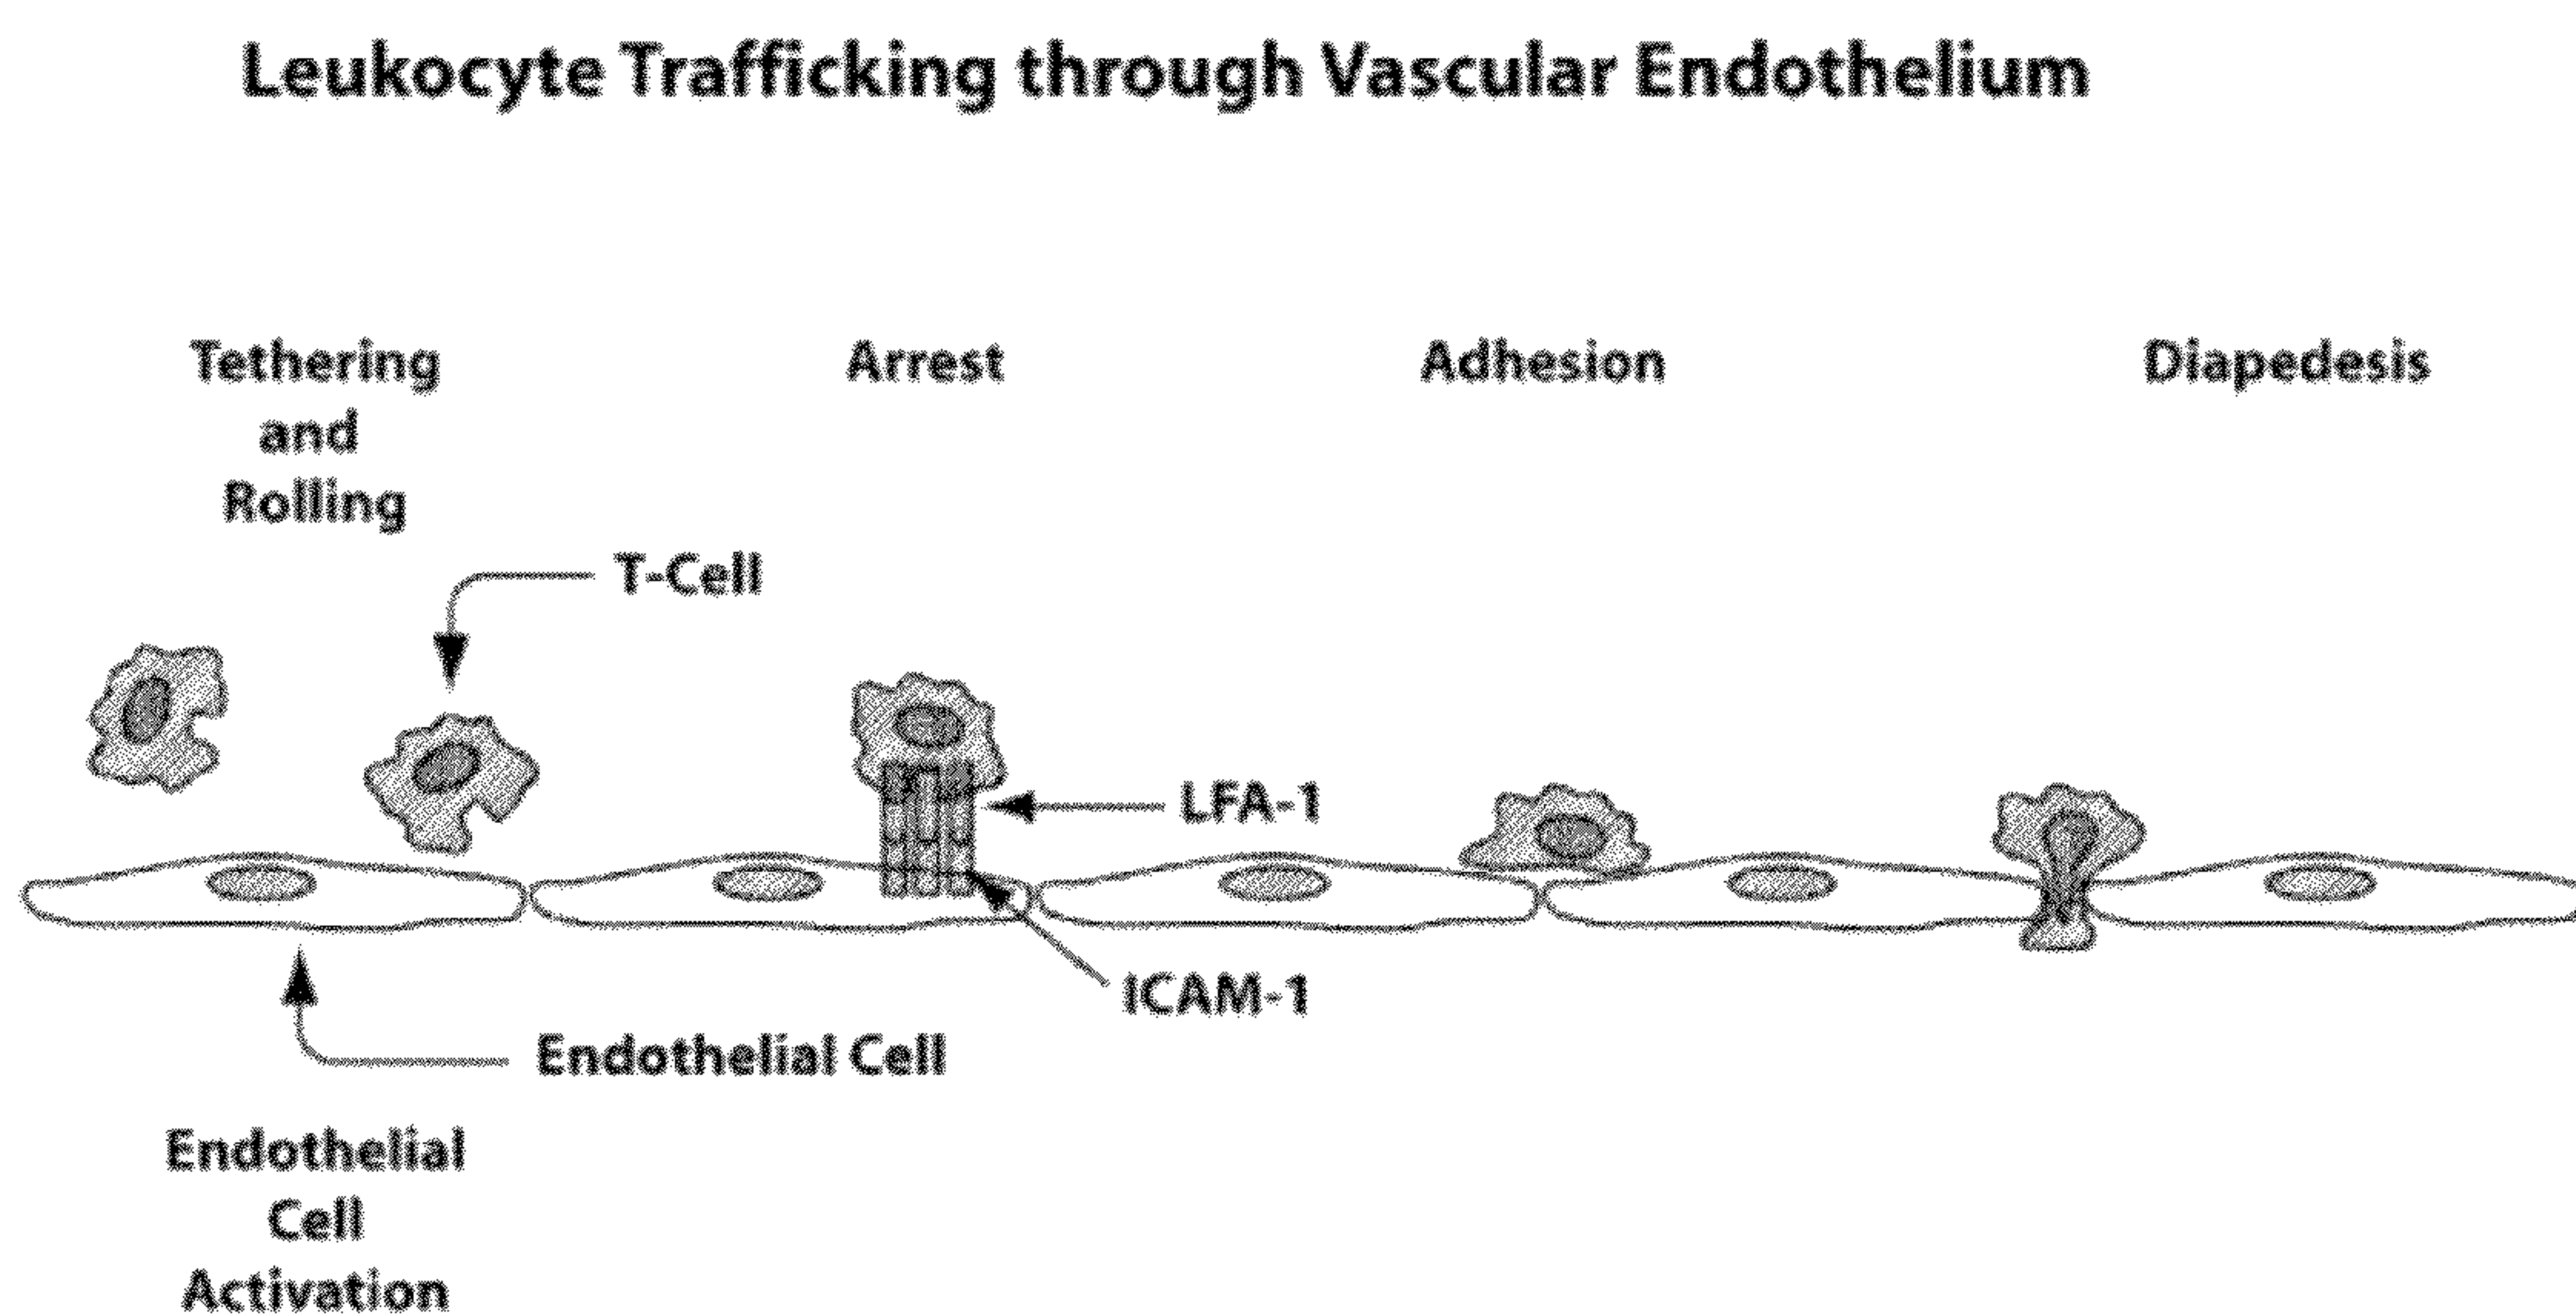 Leukocyte Trafficking through Vascular Endothelium
Tethering
and
Rolling
Arrest
Adhesion
Diapedesis
T-Cell
LFA-1
ICAM-1
Endothelial Cell
Endothelial
Cell
Activation